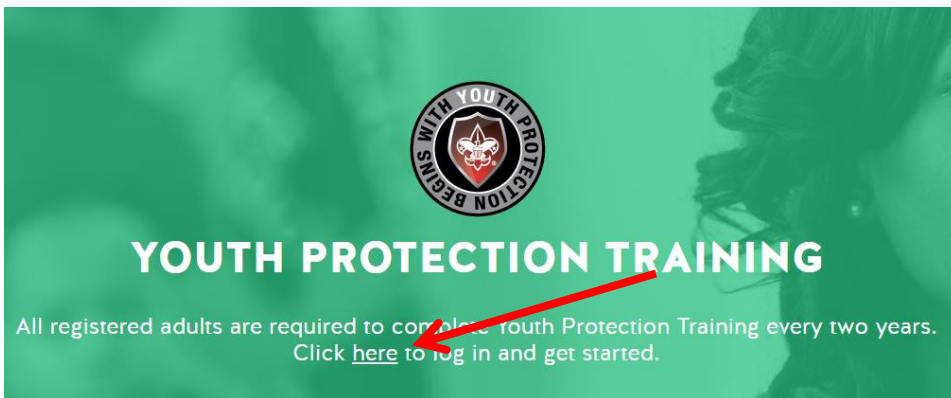 YOUTH PROTECTION BEGINS WITH
YOUTH PROTECTION TRAINING
All registered adults are required to complete Youth Protection Training every two years.
Click here to log in and get started.